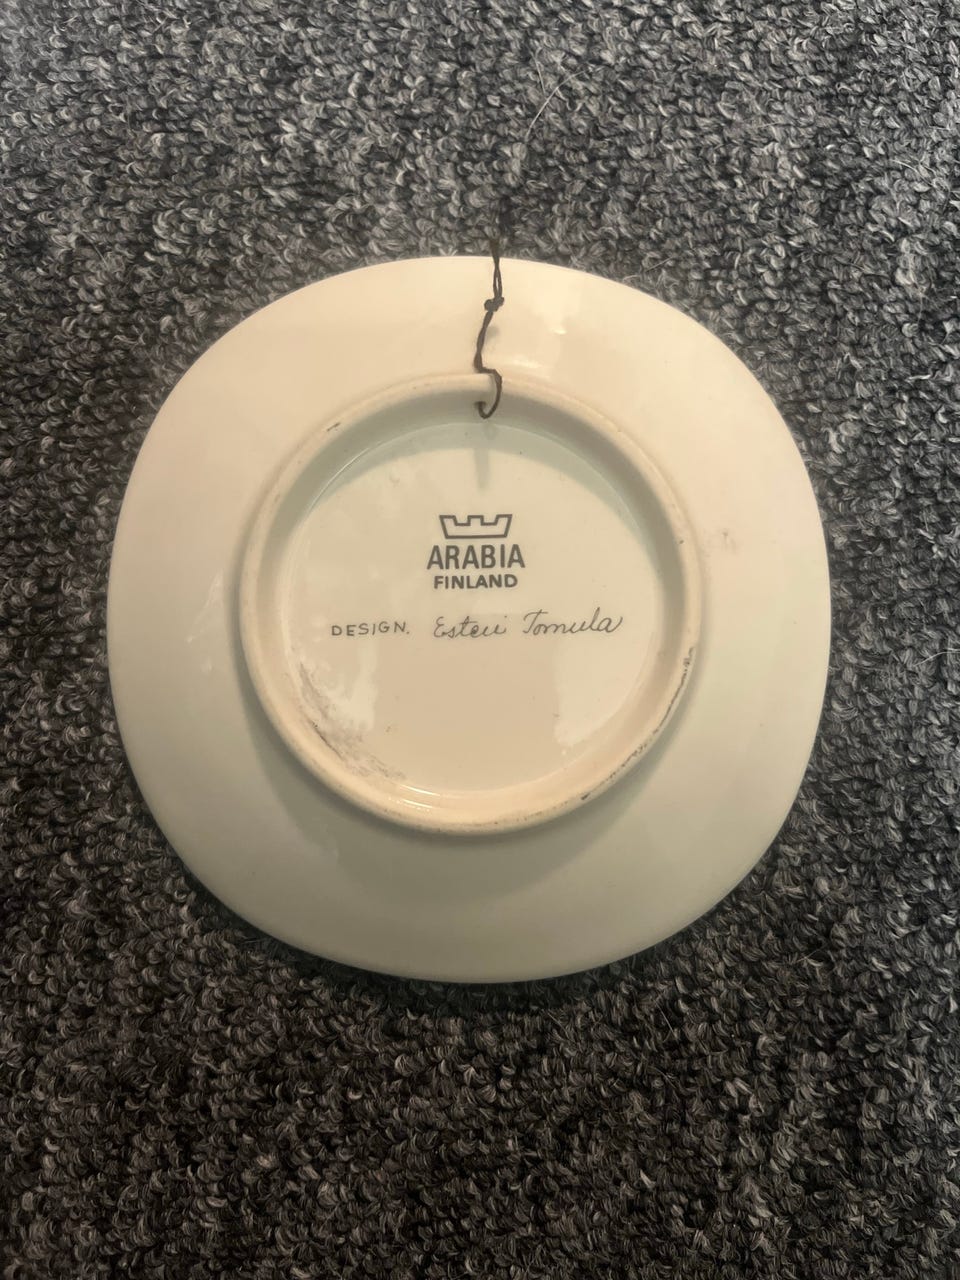 ARABIA
FINLAND
DESIGN. Esteri Tomula